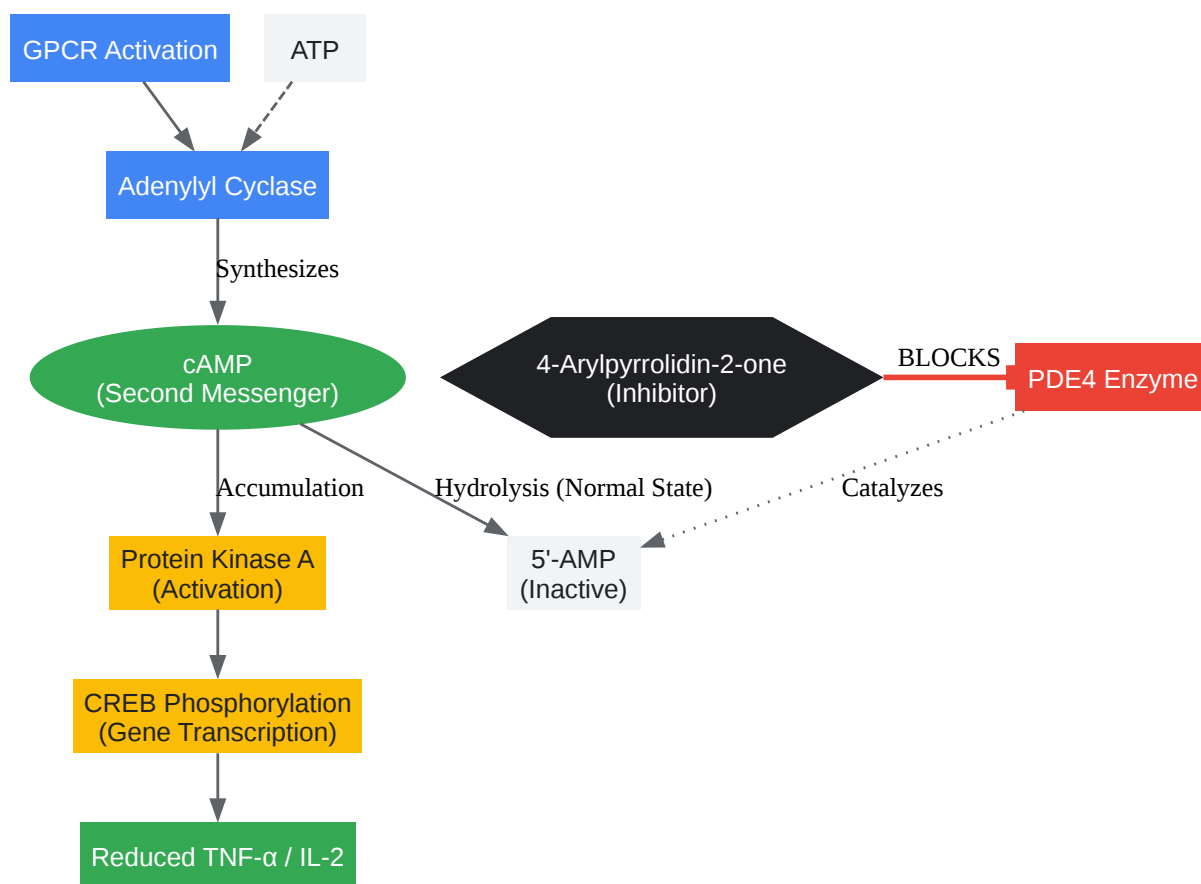 GPCR Activation
ATP
Adenylyl Cyclase
Synthesizes
cAMP
(Second Messenger)
4-Arylpyrrolidin-2-one
(Inhibitor)
BLOCKS
PDE4 Enzyme
Accumulation
Hydrolysis (Normal State)
Catalyzes
Protein Kinase A
(Activation)
5'-AMP
(Inactive)
CREB Phosphorylation
(Gene Transcription)
Reduced TNF-α / IL-2